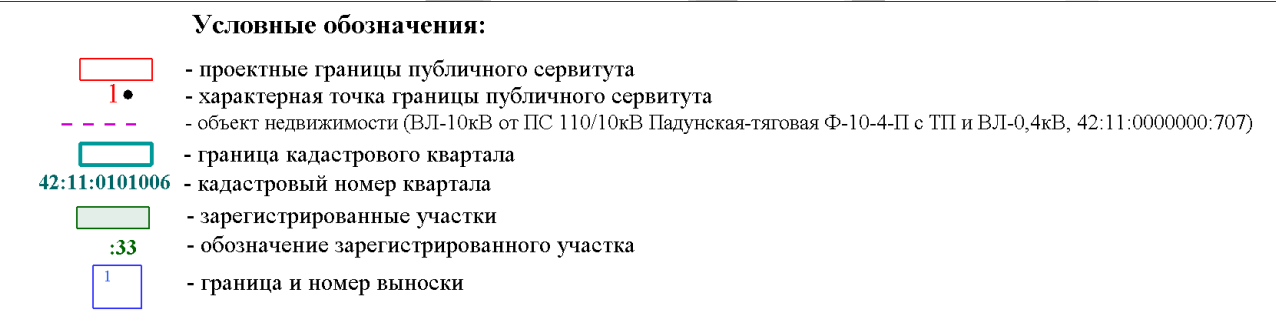 Условные обозначения:
- проектные границы публичного сервитута
1 - характерная точка границы публичного сервитута
- объект недвижимости (ВЛ-10кВ от ПС 110/10кВ Падунская-тяговая Ф-10-4-П с ТП и ВЛ-0,4кВ, 42:11:0000000:707)
- граница кадастрового квартала
42:11:0101006 - кадастровый номер квартала
- зарегистрированные участки
:33 - обозначение зарегистрированного участка
1 - граница и номер выноски